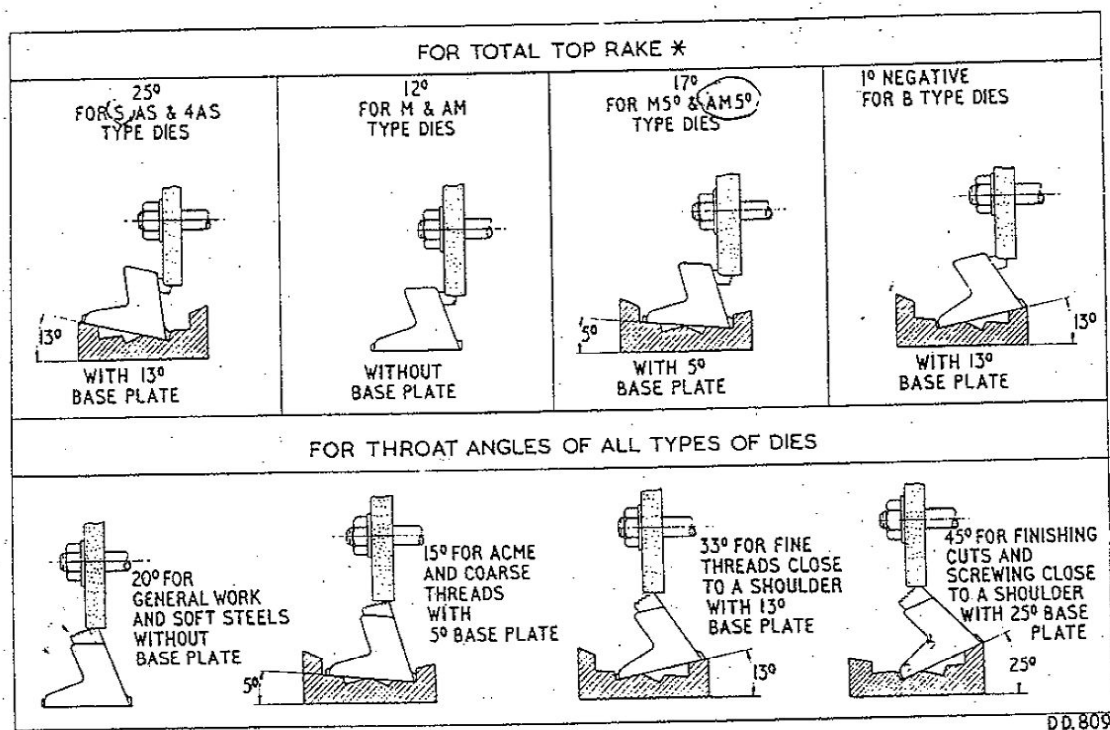 FOR TOTAL TOP RAKE *
25°
FOR S, AS & 4AS
TYPE DIES
12°
FOR M & AM
TYPE DIES
17°
FOR M5° & AM5°
TYPE DIES
1° NEGATIVE
FOR B TYPE DIES
13°
WITH 13°
BASE PLATE
WITHOUT
BASE PLATE
5°
WITH 5°
BASE PLATE
13°
WITH 13°
BASE PLATE
FOR THROAT ANGLES OF ALL TYPES OF DIES
20° FOR
GENERAL WORK
AND SOFT STEELS
WITHOUT
BASE PLATE
15° FOR ACME
AND COARSE
THREADS
WITH
5° BASE PLATE
5°
33° FOR FINE
THREADS CLOSE
TO A SHOULDER
WITH 13°
BASE PLATE
13°
45° FOR FINISHING
CUTS AND
SCREWING CLOSE
TO A SHOULDER
WITH 25° BASE
PLATE
25°
D.D. 809